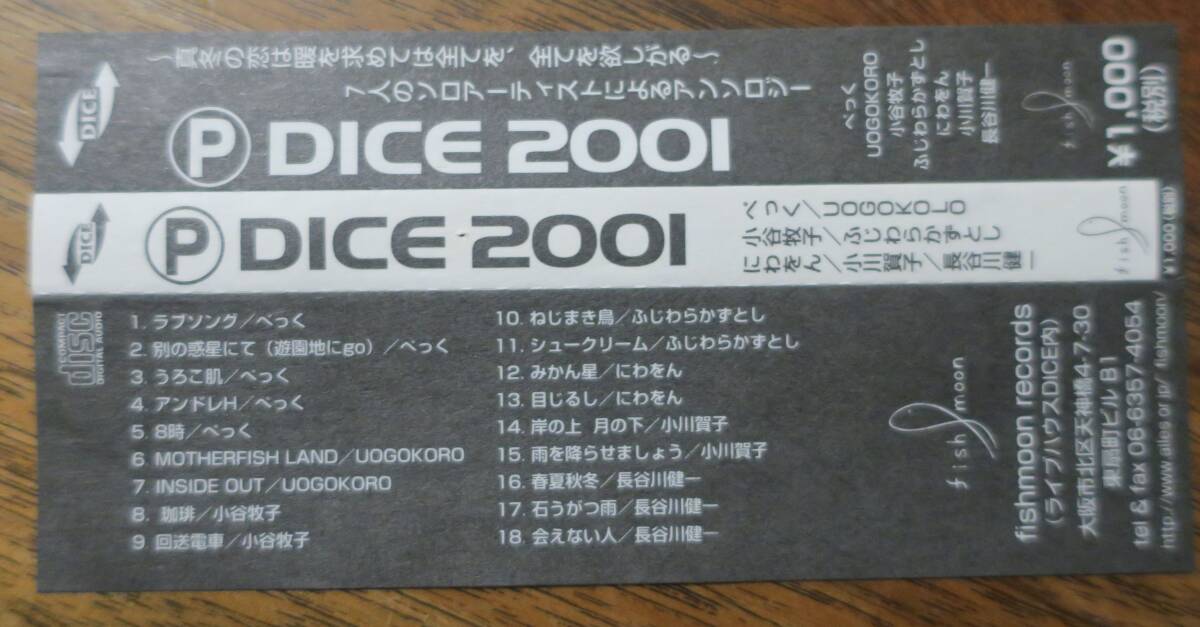 ～真冬の恋は暖を求めては全てを、全てを欲しがる～
7人のソロアーティストによるアンソロジー
DICE
P DICE 2001
べっく
UOGOKORO
小谷牧子
ふじわらかずとし
にわをん
小川賀子
長谷川健一
fish moon
¥1,000
(税別)
DICE
P DICE 2001
べっく／UOGOKOLO
小谷牧子／ふじわらかずとし
にわをん／小川賀子／長谷川健一
fish moon
¥1,000(税別)
COMPACT
disc
DIGITAL AUDIO
1. ラブソング／べっく
2. 別の惑星にて（遊園地にgo）／べっく
3. うろこ肌／べっく
4. アンドレH／べっく
5. 8時／べっく
6. MOTHERFISH LAND／UOGOKORO
7. INSIDE OUT／UOGOKORO
8. 珈琲／小谷牧子
9. 回送電車／小谷牧子
10. ねじまき鳥／ふじわらかずとし
11. シュークリーム／ふじわらかずとし
12. みかん星／にわをん
13. 目じるし／にわをん
14. 岸の上 月の下／小川賀子
15. 雨を降らせましょう／小川賀子
16. 春夏秋冬／長谷川健一
17. 石うがつ雨／長谷川健一
18. 会えない人／長谷川健一
fish moon
fishmoon records
(ライブハウスDICE内)
大阪市北区天神橋4-7-30
東島町ビル B1
tel & fax 06-6357-4054
http://www.ailes.or.jp/ fishmoon/